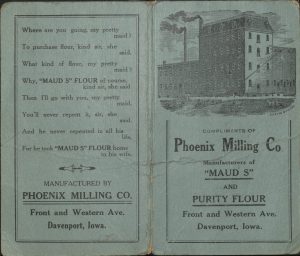 Where are you going, my pretty
maid?
To purchase flour, kind sir, she
said.
What kind of flour, my pretty
maid?
Why, "MAUD S" FLOUR of course,
kind sir, she said.
Then I'll go with you, my pretty
maid.
You'll never repent it, sir, she
said.
And he never repented in all his
life,
For he took "MAUD S" FLOUR home
to his wife.
MANUFACTURED BY
PHOENIX MILLING CO.
Front and Western Ave.
Davenport, Iowa.
COMPLIMENTS OF
Phoenix Milling Co.
Manufacturers of
"MAUD S"
AND
PURITY FLOUR
Front and Western Ave.
Davenport, Iowa.